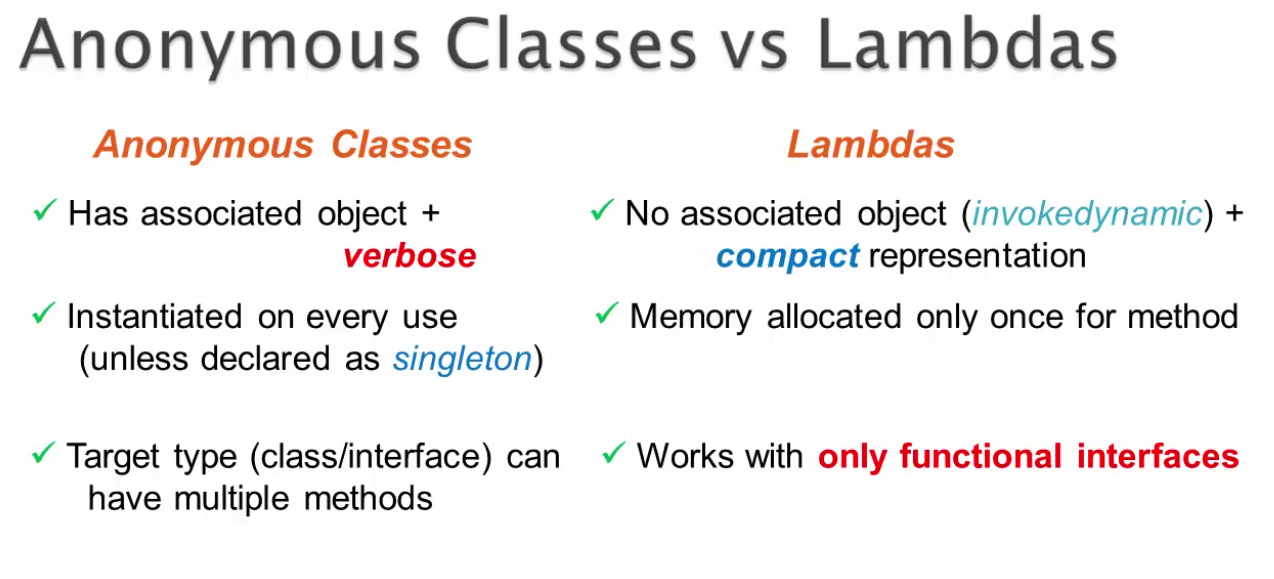 Anonymous Classes vs Lambdas
Anonymous Classes
Has associated object +
verbose
Instantiated on every use
(unless declared as singleton)
Target type (class/interface) can
have multiple methods
Lambdas
No associated object (invokedynamic) +
compact representation
Memory allocated only once for method
Works with only functional interfaces